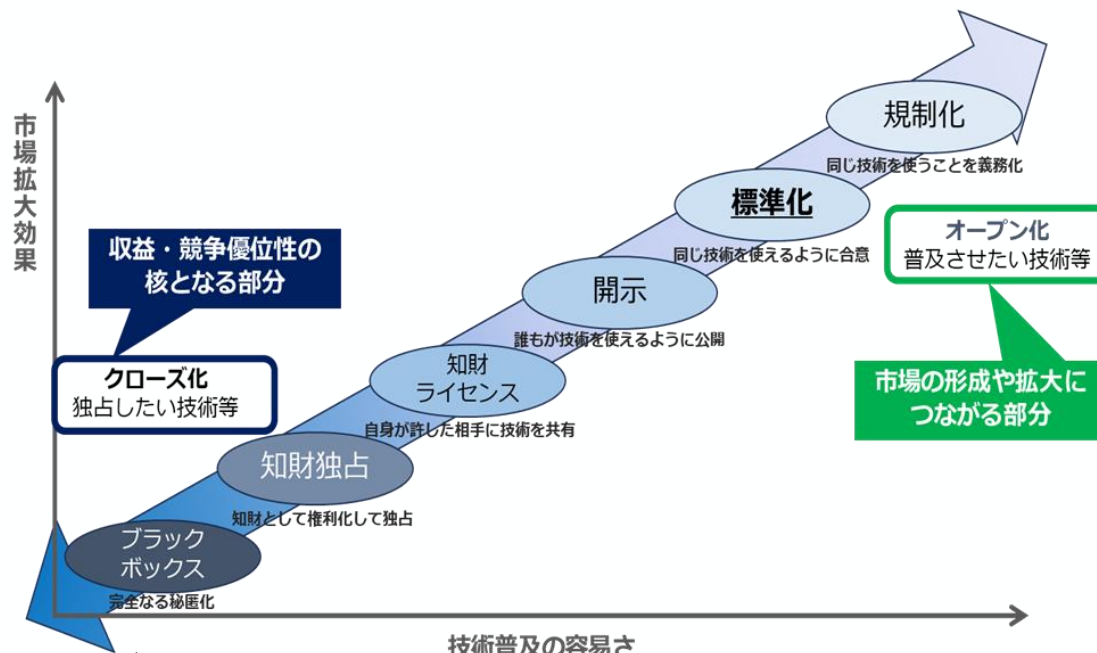 市場拡大効果
規制化
同じ技術を使うことを義務化
標準化
同じ技術を使えるように合意
オープン化
普及させたい技術等
収益・競争優位性の
核となる部分
開示
誰もが技術を使えるように公開
クローズ化
独占したい技術等
知財
ライセンス
自身が許した相手に技術を共有
市場の形成や拡大に
つながる部分
知財独占
知財として権利化して独占
ブラック
ボックス
完全なる秘匿化
技術普及の容易さ